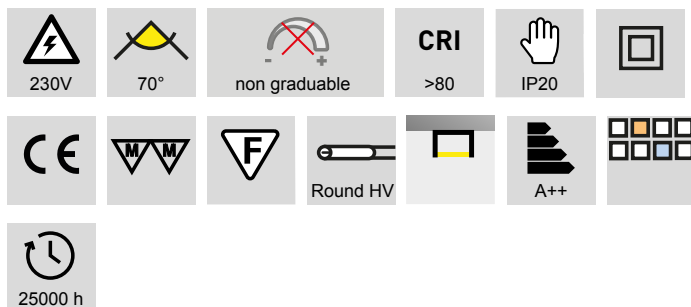 230V
70°
- +
non graduable
CRI
>80
IP20
CE
M M
F
Round HV
A++
25000 h